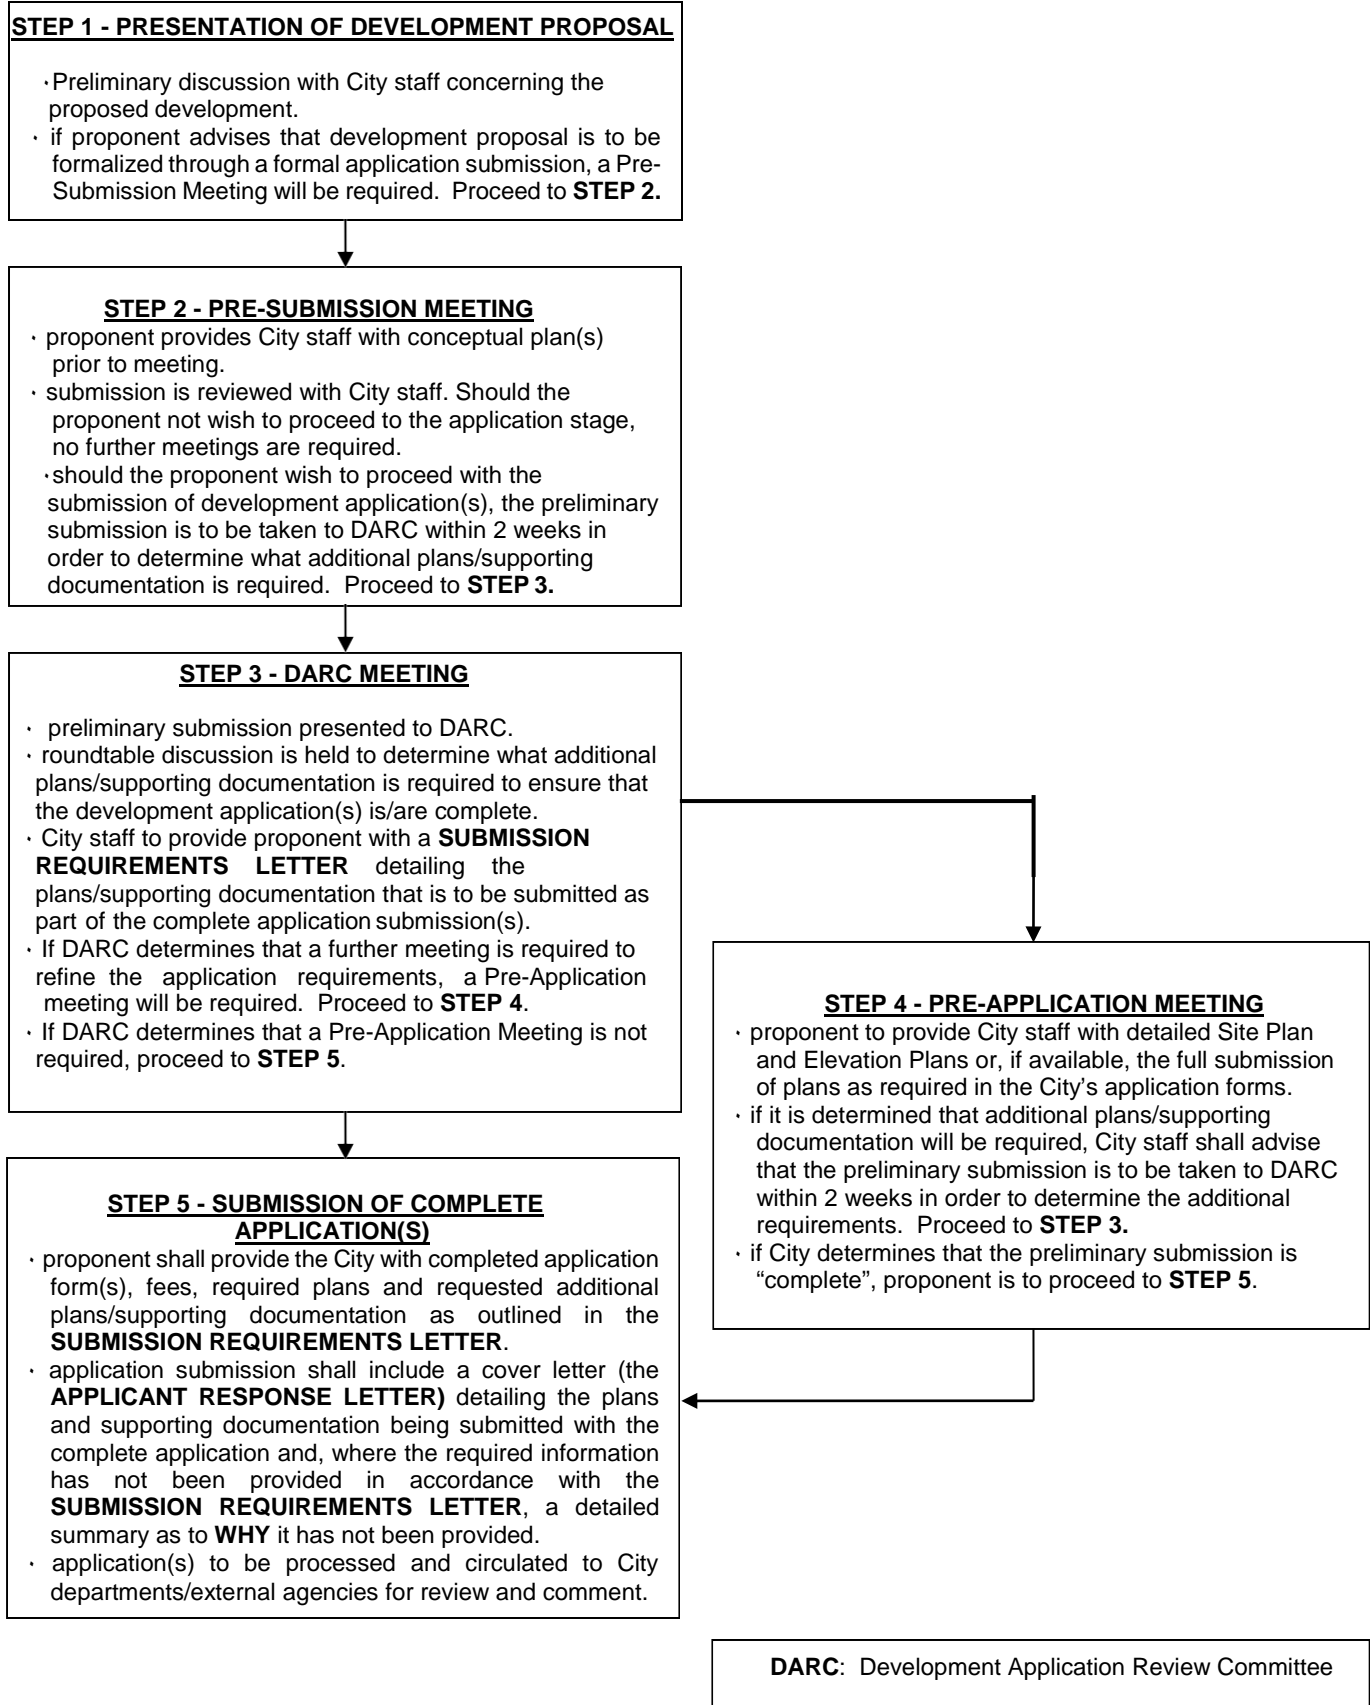 STEP 1 - PRESENTATION OF DEVELOPMENT PROPOSAL
· Preliminary discussion with City staff concerning the
proposed development.
· if proponent advises that development proposal is to be
formalized through a formal application submission, a Pre-
Submission Meeting will be required. Proceed to STEP 2.
STEP 2 - PRE-SUBMISSION MEETING
· proponent provides City staff with conceptual plan(s)
prior to meeting.
· submission is reviewed with City staff. Should the
proponent not wish to proceed to the application stage,
no further meetings are required.
· should the proponent wish to proceed with the
submission of development application(s), the preliminary
submission is to be taken to DARC within 2 weeks in
order to determine what additional plans/supporting
documentation is required. Proceed to STEP 3.
STEP 3 - DARC MEETING
· preliminary submission presented to DARC.
· roundtable discussion is held to determine what additional
plans/supporting documentation is required to ensure that
the development application(s) is/are complete.
· City staff to provide proponent with a SUBMISSION
REQUIREMENTS LETTER detailing the
plans/supporting documentation that is to be submitted as
part of the complete application submission(s).
· If DARC determines that a further meeting is required to
refine the application requirements, a Pre-Application
meeting will be required. Proceed to STEP 4.
· If DARC determines that a Pre-Application Meeting is not
required, proceed to STEP 5.
STEP 4 - PRE-APPLICATION MEETING
· proponent to provide City staff with detailed Site Plan
and Elevation Plans or, if available, the full submission
of plans as required in the City’s application forms.
· if it is determined that additional plans/supporting
documentation will be required, City staff shall advise
that the preliminary submission is to be taken to DARC
within 2 weeks in order to determine the additional
requirements. Proceed to STEP 3.
· if City determines that the preliminary submission is
“complete”, proponent is to proceed to STEP 5.
STEP 5 - SUBMISSION OF COMPLETE
APPLICATION(S)
· proponent shall provide the City with completed application
form(s), fees, required plans and requested additional
plans/supporting documentation as outlined in the
SUBMISSION REQUIREMENTS LETTER.
· application submission shall include a cover letter (the
APPLICANT RESPONSE LETTER) detailing the plans
and supporting documentation being submitted with the
complete application and, where the required information
has not been provided in accordance with the
SUBMISSION REQUIREMENTS LETTER, a detailed
summary as to WHY it has not been provided.
· application(s) to be processed and circulated to City
departments/external agencies for review and comment.
DARC: Development Application Review Committee